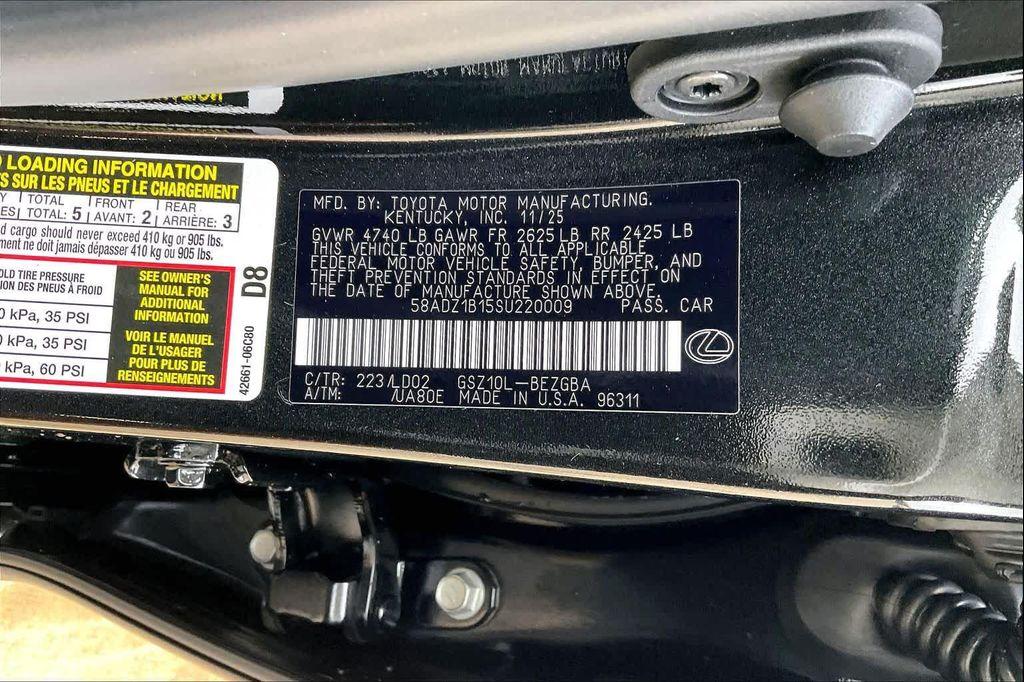 LOADING INFORMATION
S SUR LES PNEUS ET LE CHARGEMENT
TOTAL FRONT REAR
TOTAL: 5 AVANT: 2 ARRIÈRE: 3
cargo should never exceed 410 kg or 905 lbs.
ne doit jamais dépasser 410 kg ou 905 lbs.
TIRE PRESSURE
DES PNEUS À FROID
kPa, 35 PSI
kPa, 35 PSI
kPa, 60 PSI
SEE OWNER'S
MANUAL FOR
ADDITIONAL
INFORMATION
VOIR LE MANUEL
DE L'USAGER
POUR PLUS DE
RENSEIGNEMENTS
D8
42661-06C80
MFD. BY: TOYOTA MOTOR MANUFACTURING.
KENTUCKY, INC. 11/25
GVWR 4740 LB GAWR FR 2625 LB RR 2425 LB
THIS VEHICLE CONFORMS TO ALL APPLICABLE
FEDERAL MOTOR VEHICLE SAFETY, BUMPER, AND
THEFT PREVENTION STANDARDS IN EFFECT ON
THE DATE OF MANUFACTURE SHOWN ABOVE.
58ADZ1B15SU220009 PASS. CAR
C/TR: 223/LD02 GSZ10L-BEZGBA
A/TM: /UA80E MADE IN U.S.A. 96311